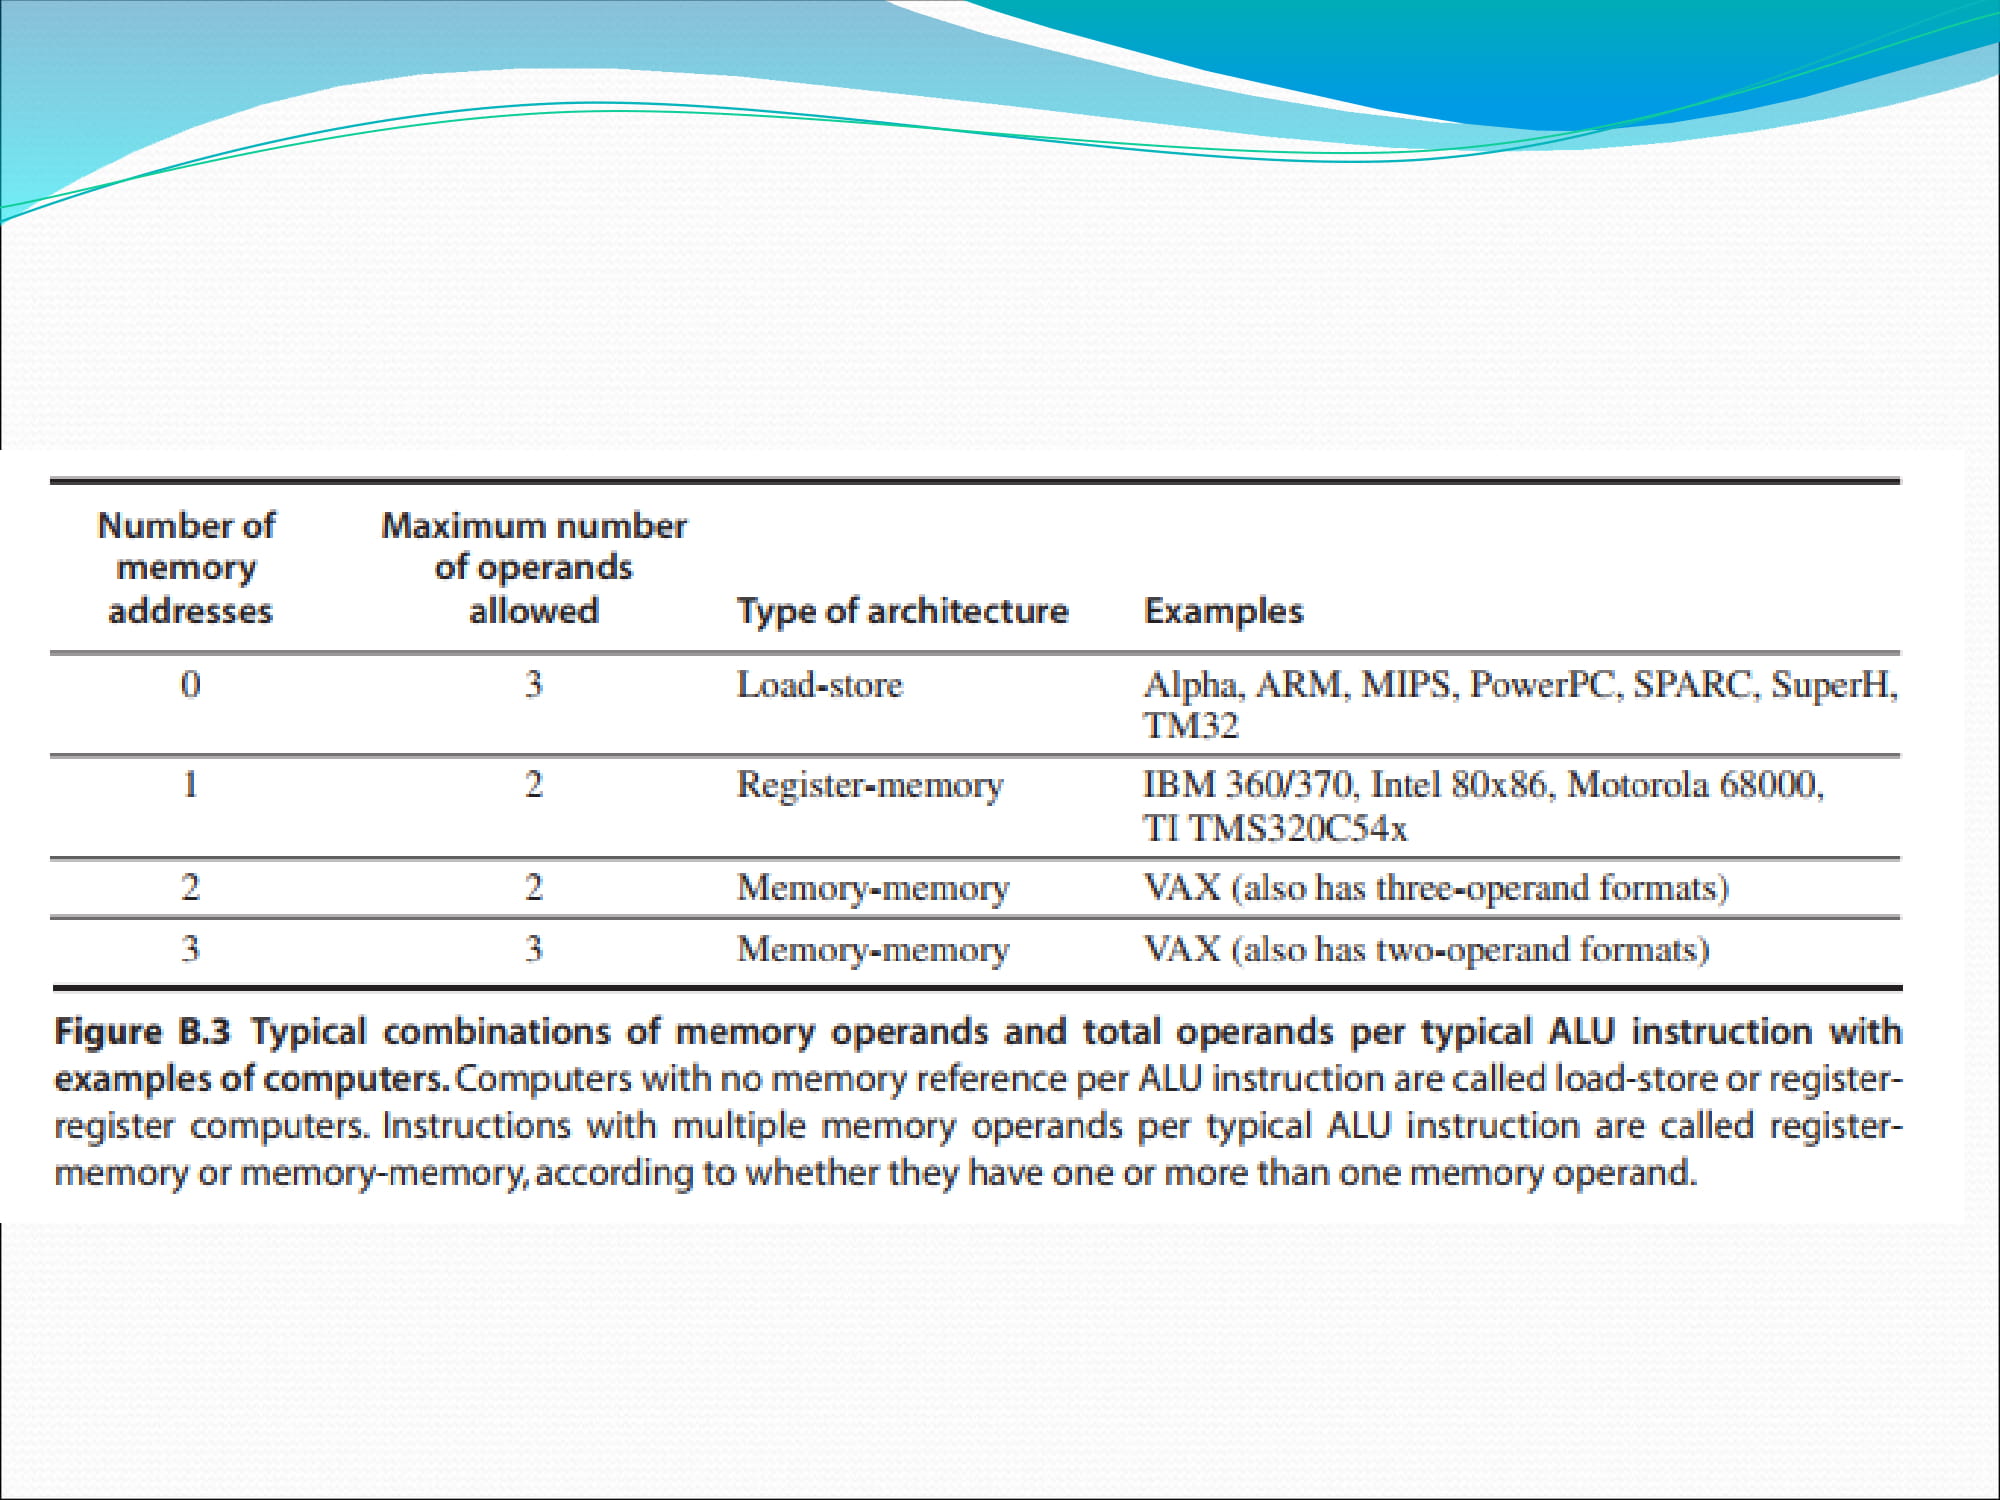 Number of memory addresses Maximum number of operands allowed Type of architecture Examples
0 3 Load-store Alpha, ARM, MIPS, PowerPC, SPARC, SuperH,
TM32
1 2 Register-memory IBM 360/370, Intel 80x86, Motorola 68000,
TI TMS320C54x
2 2 Memory-memory VAX (also has three-operand formats)
3 3 Memory-memory VAX (also has two-operand formats)
Figure B.3 Typical combinations of memory operands and total operands per typical ALU instruction with
examples of computers. Computers with no memory reference per ALU instruction are called load-store or register-
register computers. Instructions with multiple memory operands per typical ALU instruction are called register-
memory or memory-memory, according to whether they have one or more than one memory operand.